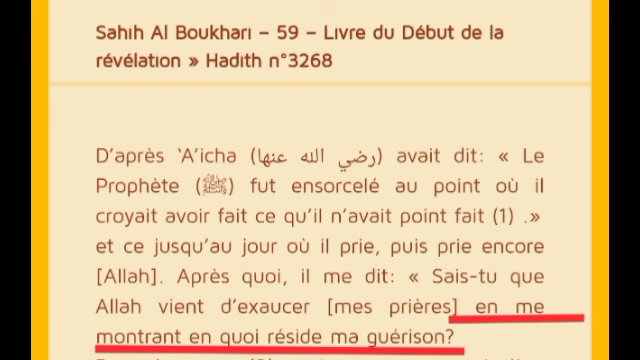 Sahih Al Boukhari – 59 – Livre du Début de la
révélation » Hadith n°3268
D'après 'A'icha (رضي الله عنها) avait dit: « Le
Prophète (ﷺ) fut ensorcelé au point où il
croyait avoir fait ce qu'il n'avait point fait (1) .»
et ce jusqu'au jour où il prie, puis prie encore
[Allah]. Après quoi, il me dit: « Sais-tu que
Allah vient d'exaucer [mes prières] en me
montrant en quoi réside ma guérison?